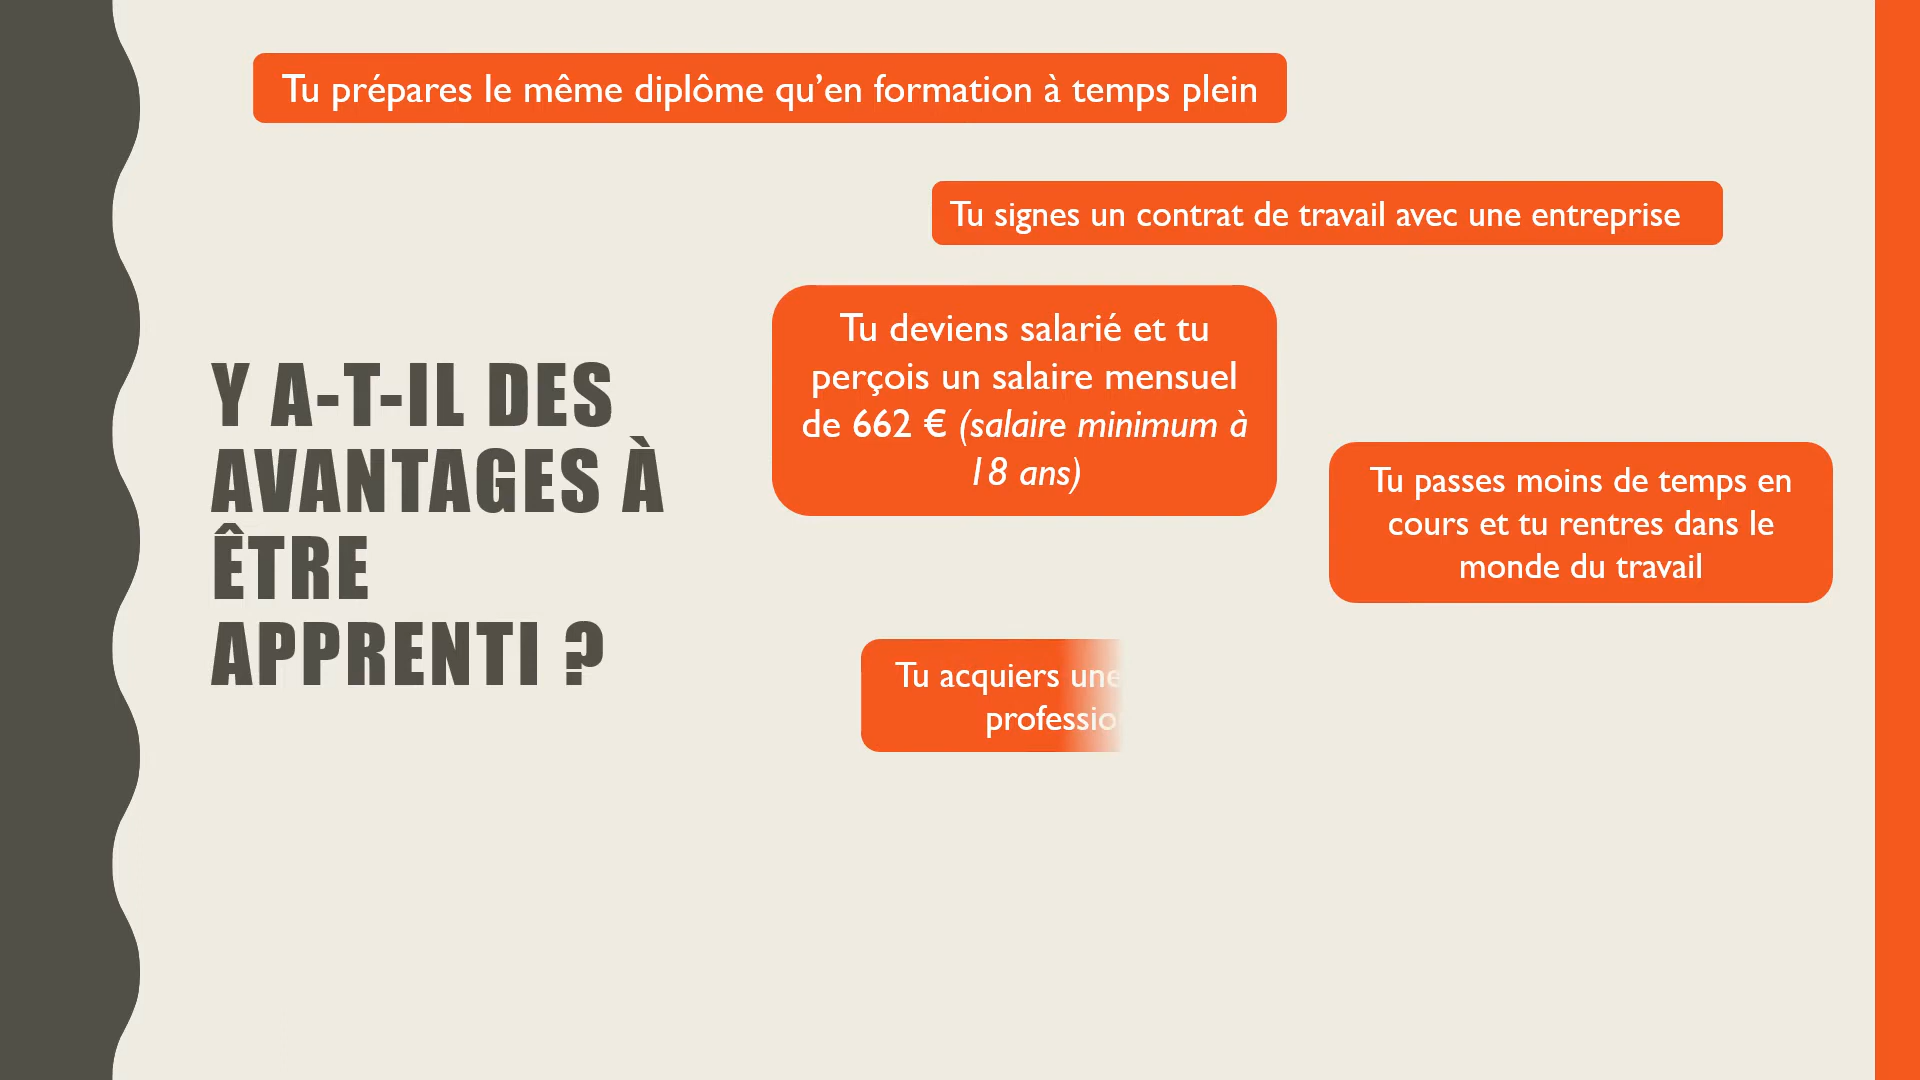 Tu prépares le même diplôme qu’en formation à temps plein
Tu signes un contrat de travail avec une entreprise
Y A-T-IL DES
AVANTAGES À
ÊTRE
APPRENTI ?
Tu deviens salarié et tu
perçois un salaire mensuel
de 662 € (salaire minimum à
18 ans)
Tu passes moins de temps en
cours et tu rentres dans le
monde du travail
Tu acquiers une